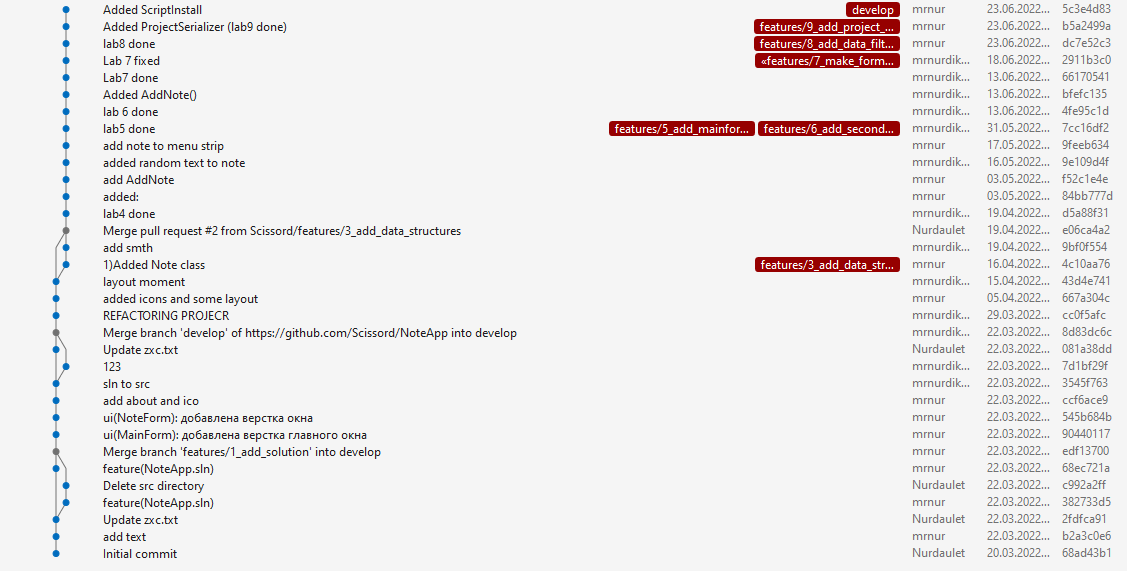 Added ScriptInstall develop mrnur 23.06.2022... 5c3e4d83
Added ProjectSerializer (lab9 done) features/9_add_project_... mrnur 23.06.2022... b5a2499a
lab8 done features/8_add_data_filt... mrnur 23.06.2022... dc7e52c3
Lab 7 fixed «features/7_make_form... mrnurdik... 18.06.2022... 2911b3c0
Lab7 done mrnurdik... 13.06.2022... 66170541
Added AddNote() mrnurdik... 13.06.2022... bfefc135
lab 6 done mrnurdik... 13.06.2022... 4fe95c1d
lab5 done features/5_add_mainfor... features/6_add_second... mrnurdik... 31.05.2022... 7cc16df2
add note to menu strip mrnur 17.05.2022... 9feeb634
added random text to note mrnurdik... 16.05.2022... 9e109d4f
add AddNote mrnur 03.05.2022... f52c1e4e
added: mrnur 03.05.2022... 84bb777d
lab4 done mrnurdik... 19.04.2022... d5a88f31
Merge pull request #2 from Scissord/features/3_add_data_structures Nurdaulet 19.04.2022... e06ca4a2
add smth mrnurdik... 19.04.2022... 9bf0f554
1)Added Note class features/3_add_data_str... mrnur 16.04.2022... 4c10aa76
layout moment mrnurdik... 15.04.2022... 43d4e741
added icons and some layout mrnur 05.04.2022... 667a304c
REFACTORING PROJECR mrnurdik... 29.03.2022... cc0f5afc
Merge branch 'develop' of https://github.com/Scissord/NoteApp into develop mrnurdik... 22.03.2022... 8d83dc6c
Update zxc.txt Nurdaulet 22.03.2022... 081a38dd
123 mrnurdik... 22.03.2022... 7d1bf29f
sln to src mrnurdik... 22.03.2022... 3545f763
add about and ico mrnur 22.03.2022... ccf6ace9
ui(NoteForm): добавлена верстка окна mrnur 22.03.2022... 545b684b
ui(MainForm): добавлена верстка главного окна mrnur 22.03.2022... 90440117
Merge branch 'features/1_add_solution' into develop mrnur 22.03.2022... edf13700
feature(NoteApp.sln) mrnur 22.03.2022... 68ec721a
Delete src directory Nurdaulet 22.03.2022... c992a2ff
feature(NoteApp.sln) mrnur 22.03.2022... 382733d5
Update zxc.txt Nurdaulet 22.03.2022... 2fdfca91
add text mrnur 22.03.2022... b2a3c0e6
Initial commit Nurdaulet 20.03.2022... 68ad43b1